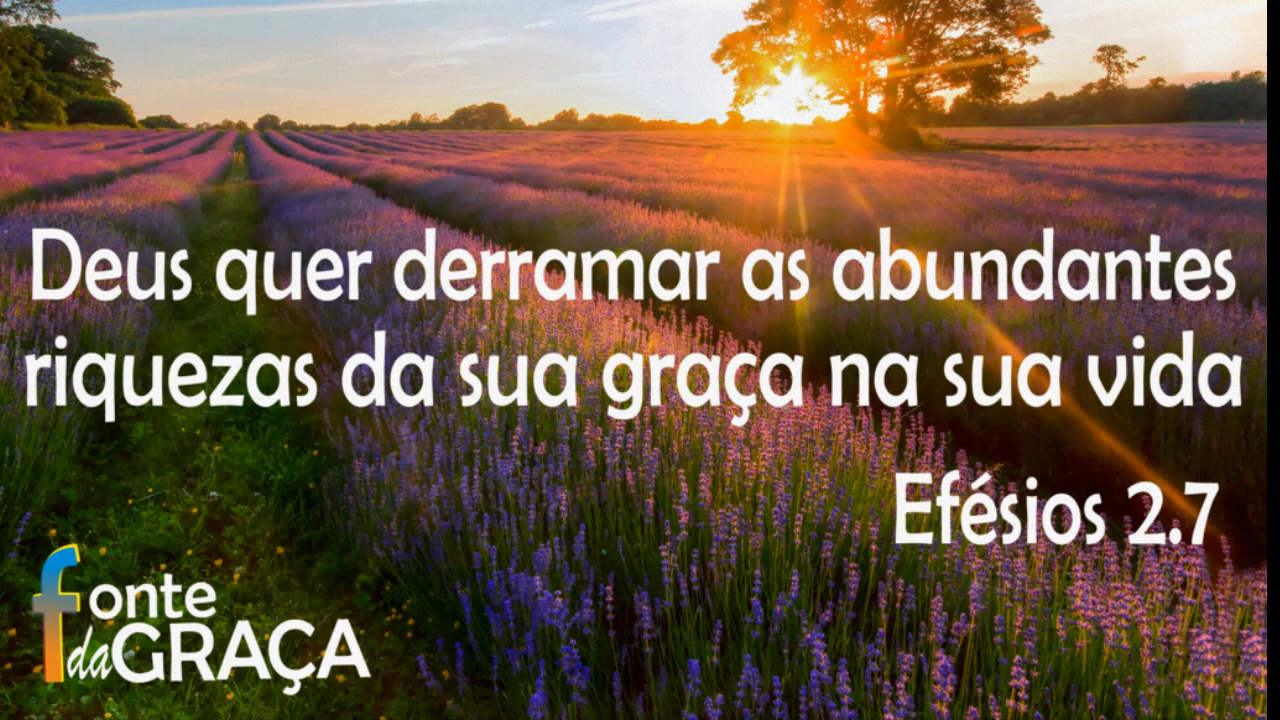 Deus quer derramar as abundantes
riquezas da sua graça na sua vida
Efésios 2.7
fonte
da GRAÇA